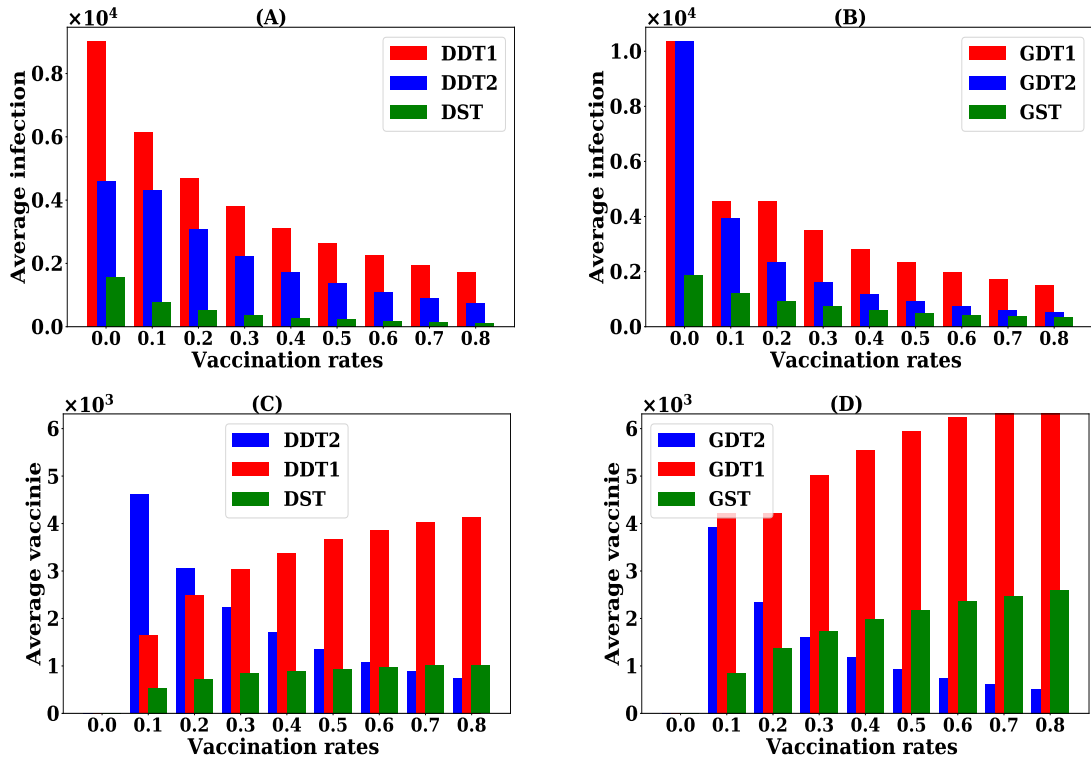 ×10⁴
(A)
DDT1
DDT2
DST
Average infection
0.8
0.6
0.4
0.2
0.0
0.0 0.1 0.2 0.3 0.4 0.5 0.6 0.7 0.8
Vaccination rates
×10⁴
(B)
GDT1
GDT2
GST
Average infection
1.0
0.8
0.6
0.4
0.2
0.0
0.0 0.1 0.2 0.3 0.4 0.5 0.6 0.7 0.8
Vaccination rates
×10³
(C)
DDT2
DDT1
DST
Average vaccinie
6
5
4
3
2
1
0
0.0 0.1 0.2 0.3 0.4 0.5 0.6 0.7 0.8
Vaccination rates
×10³
(D)
GDT2
GDT1
GST
Average vaccinie
6
5
4
3
2
1
0
0.0 0.1 0.2 0.3 0.4 0.5 0.6 0.7 0.8
Vaccination rates